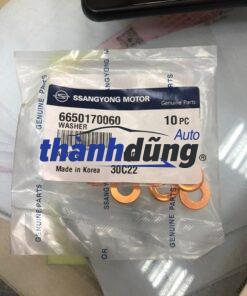 SSANGYONG MOTOR
Genuine Parts
6650170060
10 PC
WASHER
Auto
thànhdũng
®
Made in Korea
30C22
GENUINE PARTS